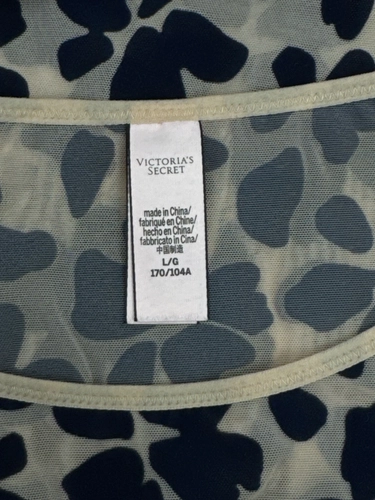 VICTORIA'S
SECRET
made in China/
fabriqué en Chine/
hecho en China/
fabbricato in Cina/
中国制造
L/G
170/104A